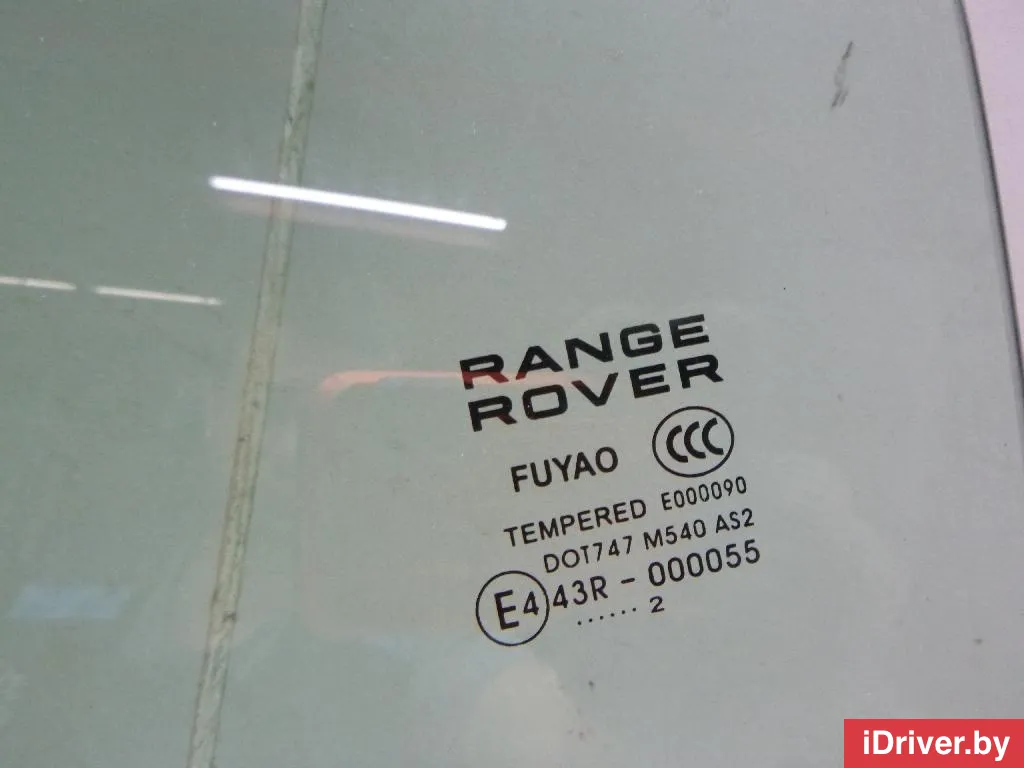 RANGE
ROVER
FUYAO CCC
TEMPERED E000090
DOT747 M540 AS2
E4 43R - 000055
...... 2
iDriver.by